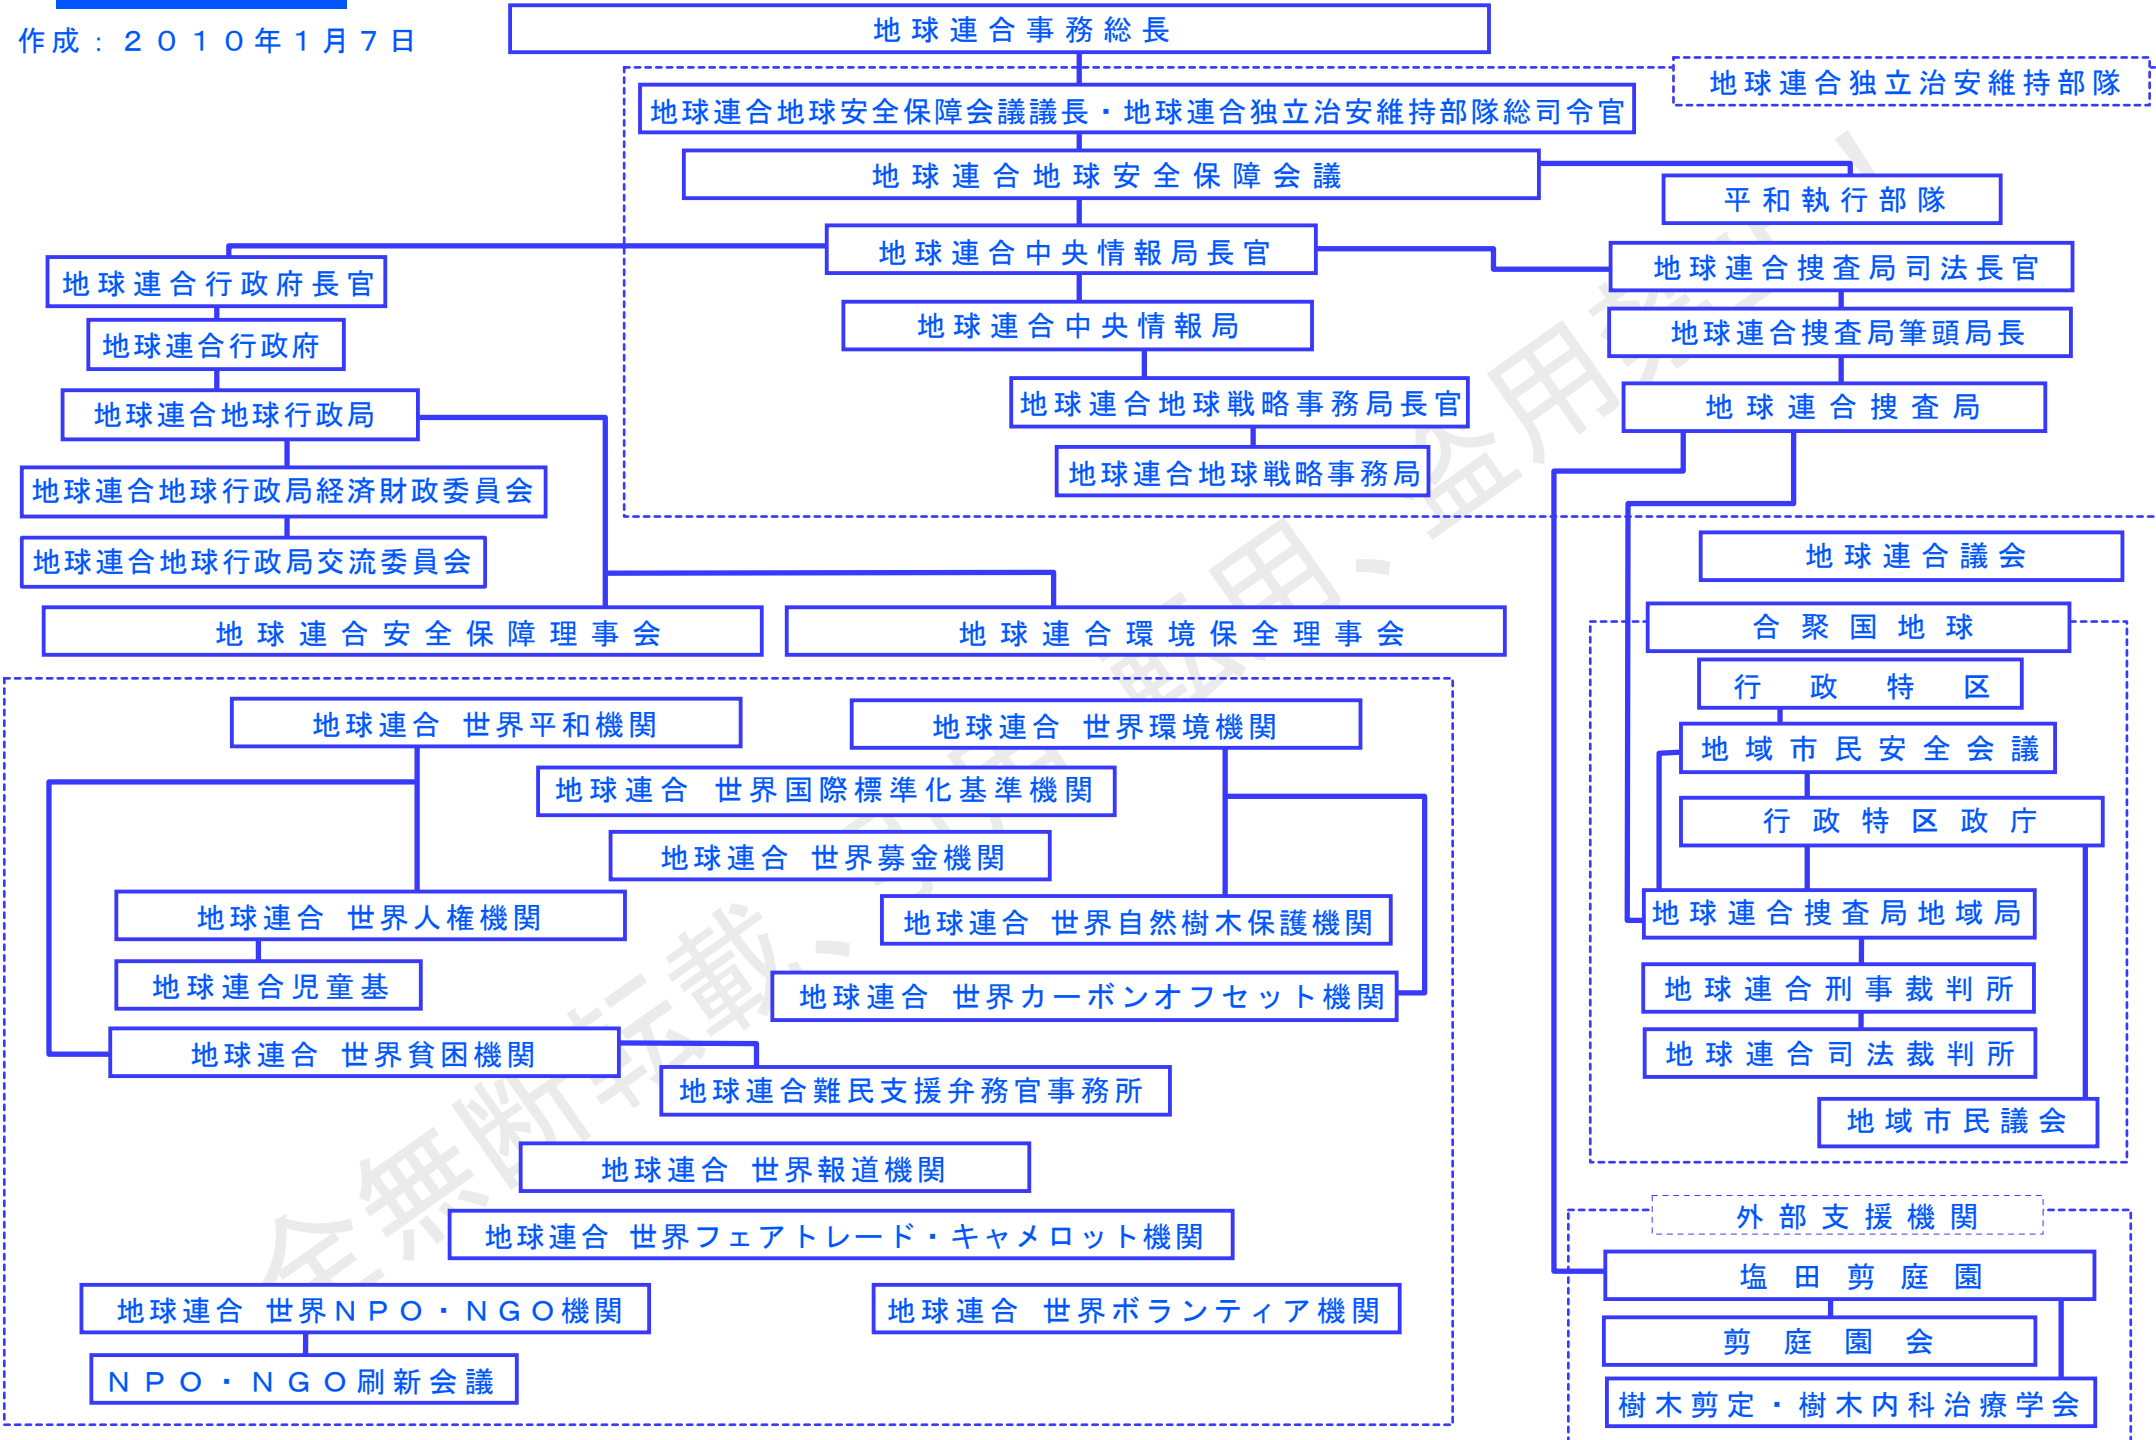 作成：２０１０年１月７日
地球連合事務総長
地球連合独立治安維持部隊
地球連合地球安全保障会議議長・地球連合独立治安維持部隊総司令官
地球連合地球安全保障会議
平和執行部隊
地球連合中央情報局長官
地球連合行政府長官
地球連合捜査局司法長官
地球連合中央情報局
地球連合行政府
地球連合捜査局筆頭局長
地球連合地球戦略事務局長官
地球連合地球行政局
地球連合捜査局
地球連合地球戦略事務局
地球連合地球行政局経済財政委員会
地球連合地球行政局交流委員会
地球連合議会
地球連合安全保障理事会
地球連合環境保全理事会
合聚国地球
行政特区
地球連合 世界平和機関
地球連合 世界環境機関
地域市民安全会議
地球連合 世界国際標準化基準機関
行政特区政庁
地球連合 世界募金機関
地球連合 世界人権機関
地球連合 世界自然樹木保護機関
地球連合捜査局地域局
地球連合児童基
地球連合 世界カーボンオフセット機関
地球連合刑事裁判所
地球連合 世界貧困機関
地球連合司法裁判所
地球連合難民支援弁務官事務所
地域市民議会
地球連合 世界報道機関
外部支援機関
地球連合 世界フェアトレード・キャメロット機関
塩田剪庭園
地球連合 世界ＮＰＯ・ＮＧＯ機関
地球連合 世界ボランティア機関
剪庭園会
ＮＰＯ・ＮＧＯ刷新会議
樹木剪定・樹木内科治療学会